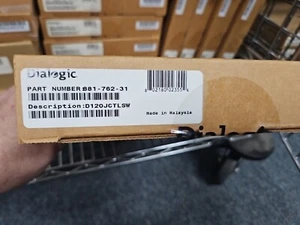 Dialogic
PART NUMBER:881-762-31
Description:D120JCTLSW
Made in Malaysia